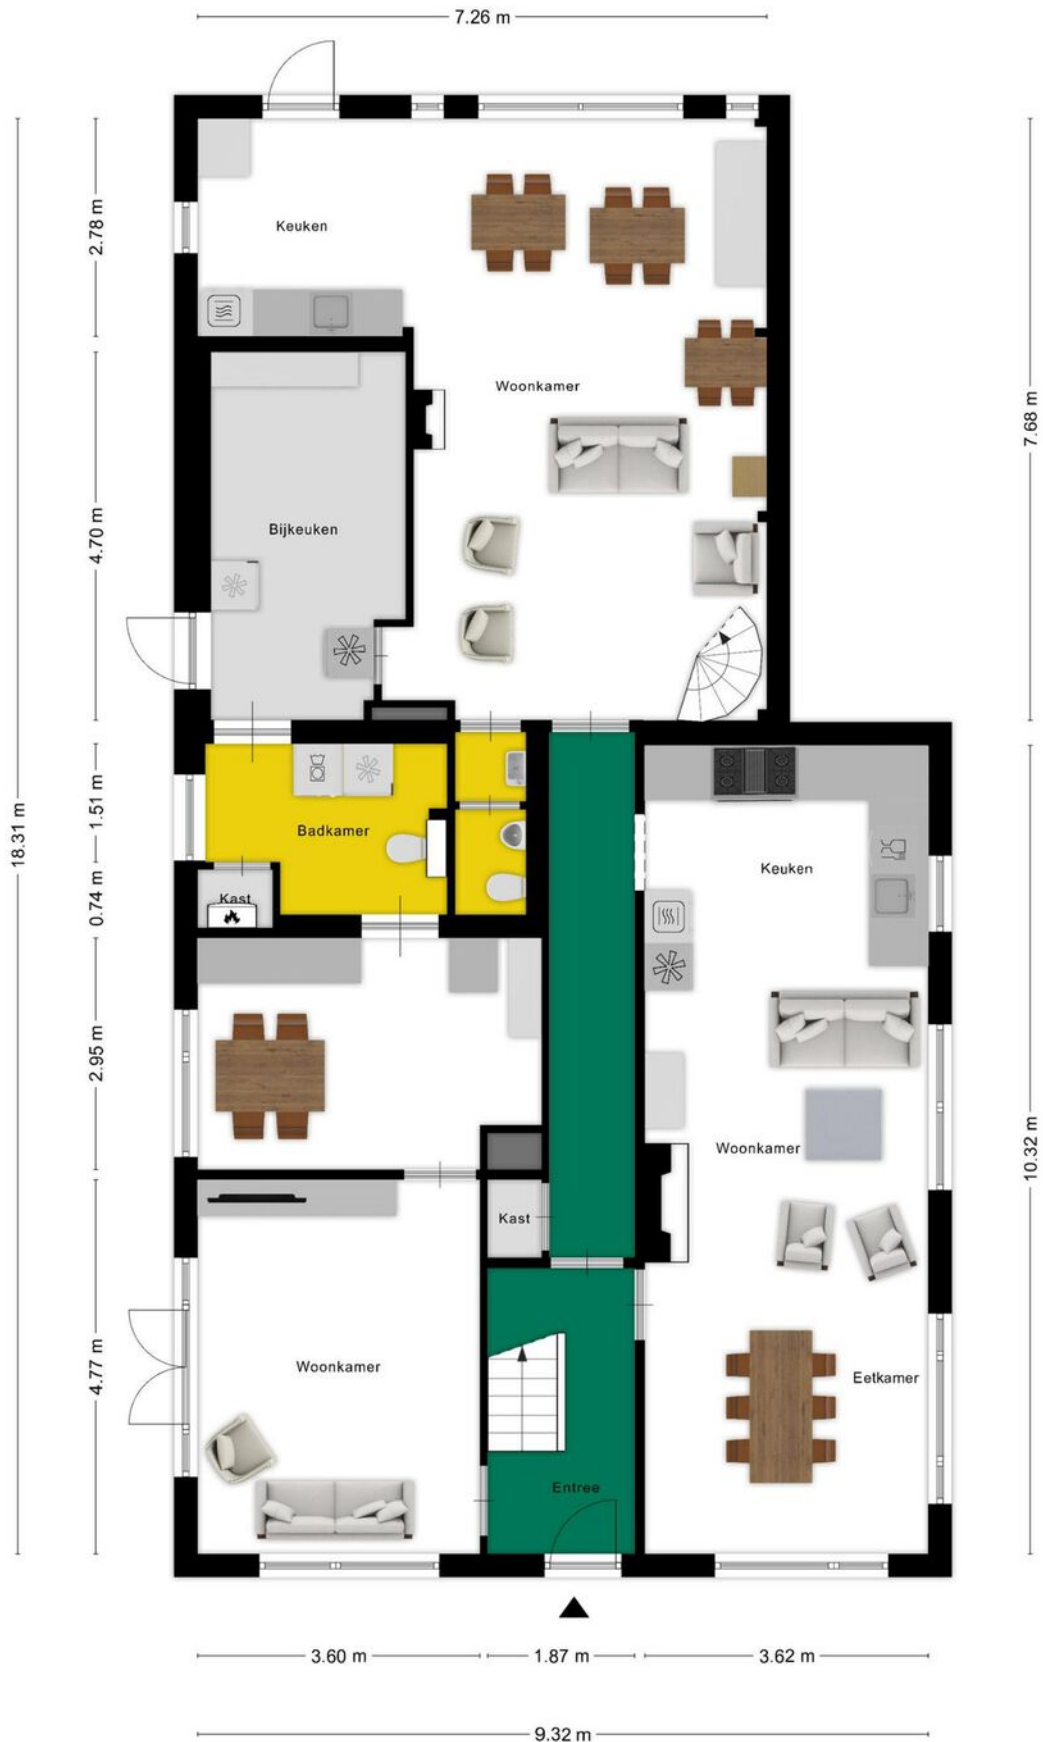 7.26 m
Keuken
2.78 m
Woonkamer
7.68 m
4.70 m
Bijkeuken
18.31 m
1.51 m
Badkamer
Keuken
0.74 m
Kast
2.95 m
Woonkamer
10.32 m
Kast
4.77 m
Woonkamer
Eetkamer
Entree
3.60 m
1.87 m
3.62 m
9.32 m